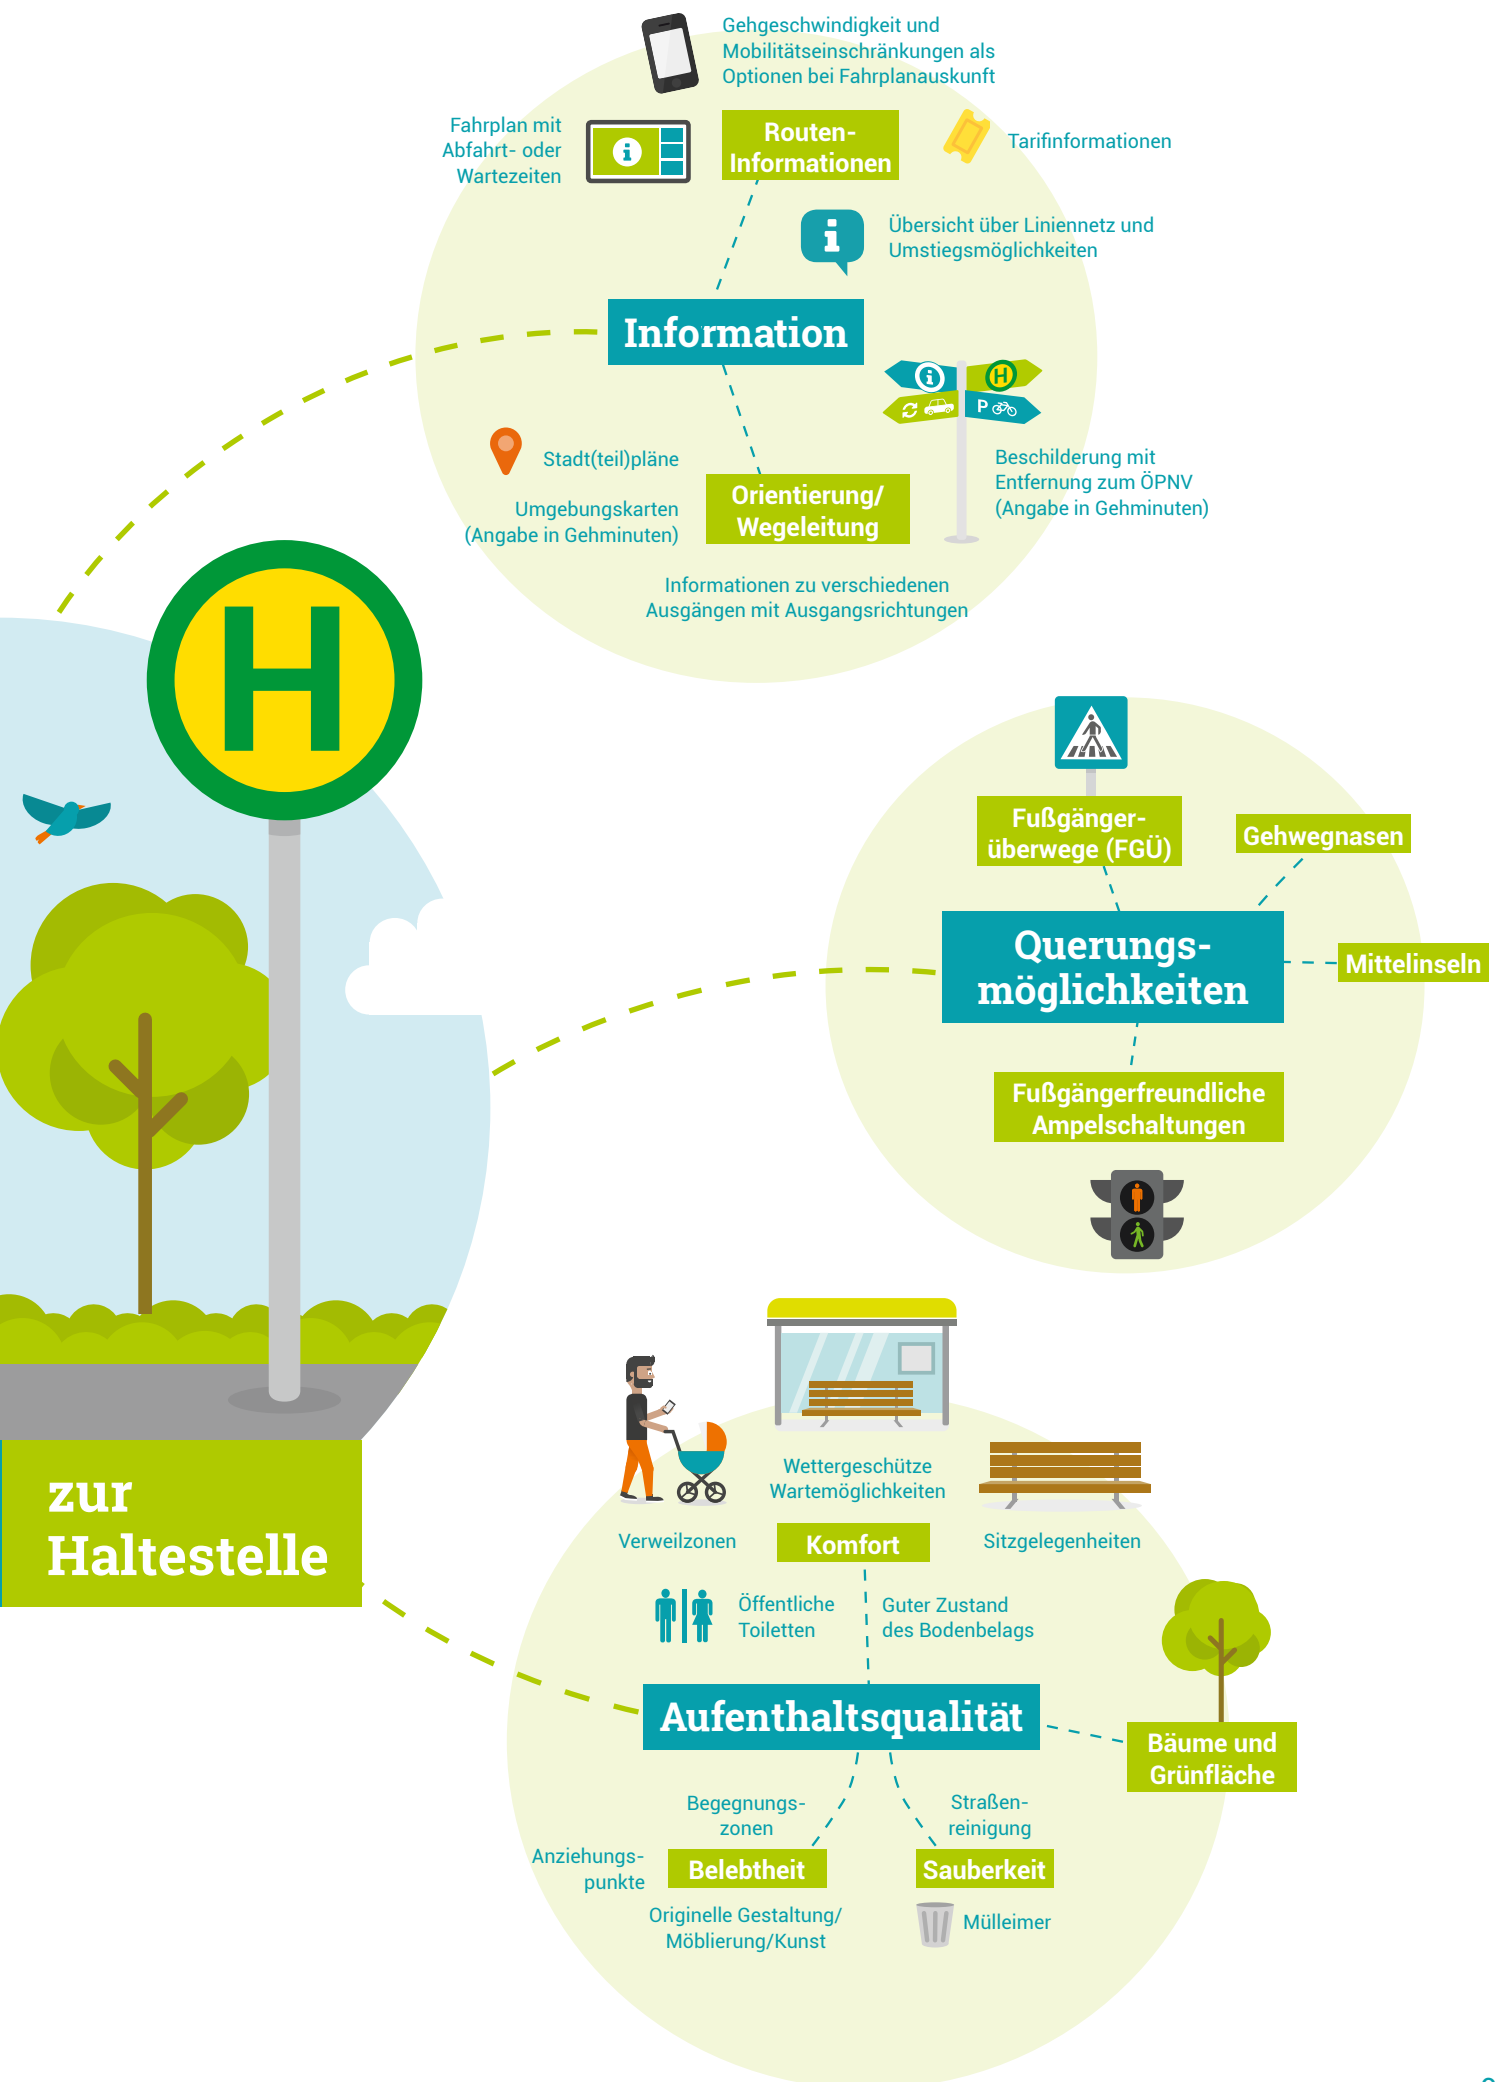 Gehgeschwindigkeit und
Mobilitätseinschränkungen als
Optionen bei Fahrplanauskunft
Fahrplan mit
Abfahrt- oder
Wartezeiten
Routen-
Informationen
Tarifinformationen
Übersicht über Liniennetz und
Umstiegsmöglichkeiten
Information
H
P
Stadt(teil)pläne
Umgebungskarten
(Angabe in Gehminuten)
Orientierung/
Wegeleitung
Beschilderung mit
Entfernung zum ÖPNV
(Angabe in Gehminuten)
Informationen zu verschiedenen
Ausgängen mit Ausgangsrichtungen
H
Fußgänger-
überwege (FGÜ)
Gehwegnasen
Querungs-
möglichkeiten
Mittelinseln
Fußgängerfreundliche
Ampelschaltungen
zur
Haltestelle
Wettergeschütze
Wartemöglichkeiten
Verweilzonen
Komfort
Sitzgelegenheiten
Öffentliche
Toiletten
Guter Zustand
des Bodenbelags
Aufenthaltsqualität
Bäume und
Grünfläche
Begegnungs-
zonen
Straßen-
reinigung
Anziehungs-
punkte
Belebtheit
Sauberkeit
Originelle Gestaltung/
Möblierung/Kunst
Mülleimer